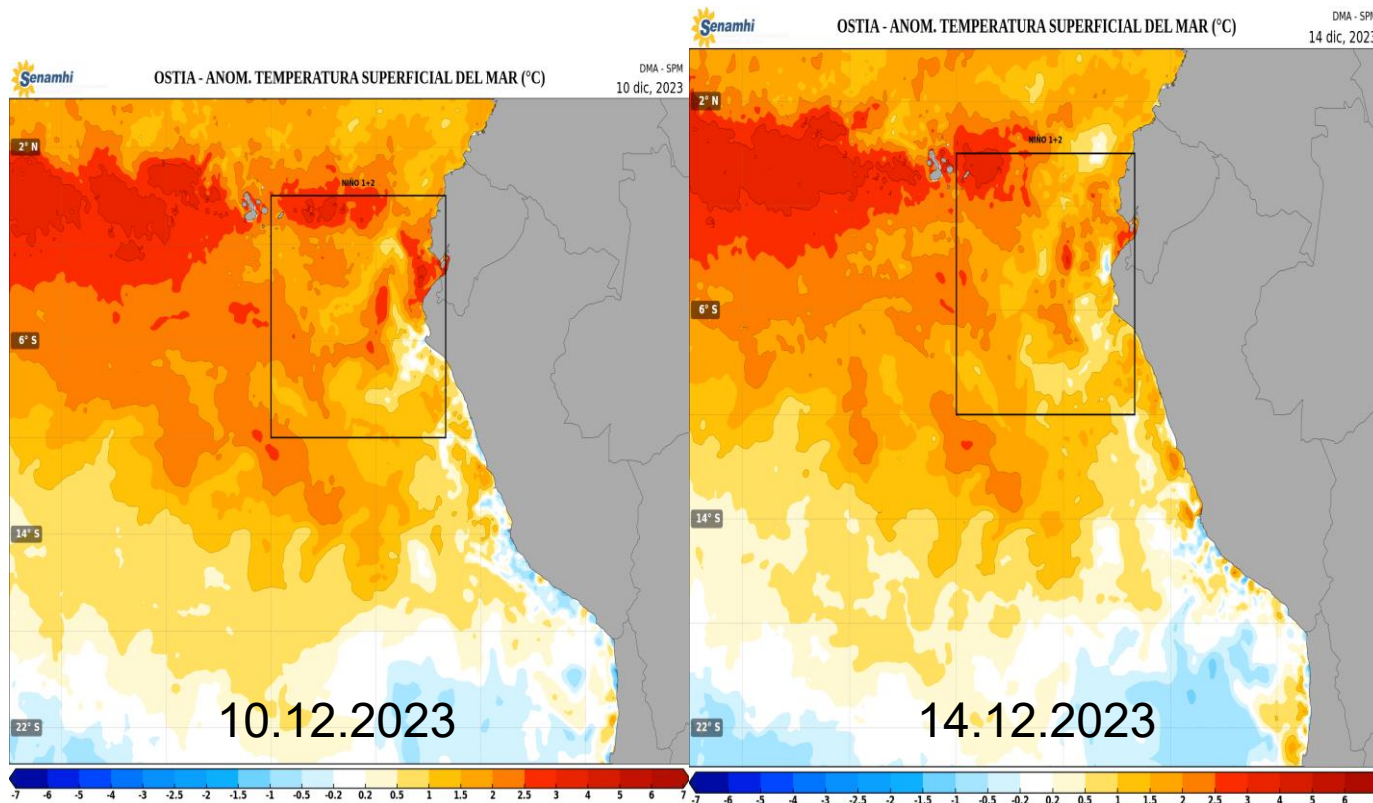 Senamhi
OSTIA - ANOM. TEMPERATURA SUPERFICIAL DEL MAR (°C)
DMA - SPM
10 dic, 2023
2° N
NIÑO 1+2
6° S
14° S
22° S
10.12.2023
-7 -6 -5 -4 -3 -2.5 -2 -1.5 -1 -0.5 -0.2 0.2 0.5 1 1.5 2 2.5 3 4 5 6 7
Senamhi
OSTIA - ANOM. TEMPERATURA SUPERFICIAL DEL MAR (°C)
DMA - SPM
14 dic, 2023
2° N
NIÑO 1+2
6° S
14° S
22° S
14.12.2023
-7 -6 -5 -4 -3 -2.5 -2 -1.5 -1 -0.5 -0.2 0.2 0.5 1 1.5 2 2.5 3 4 5 6 7